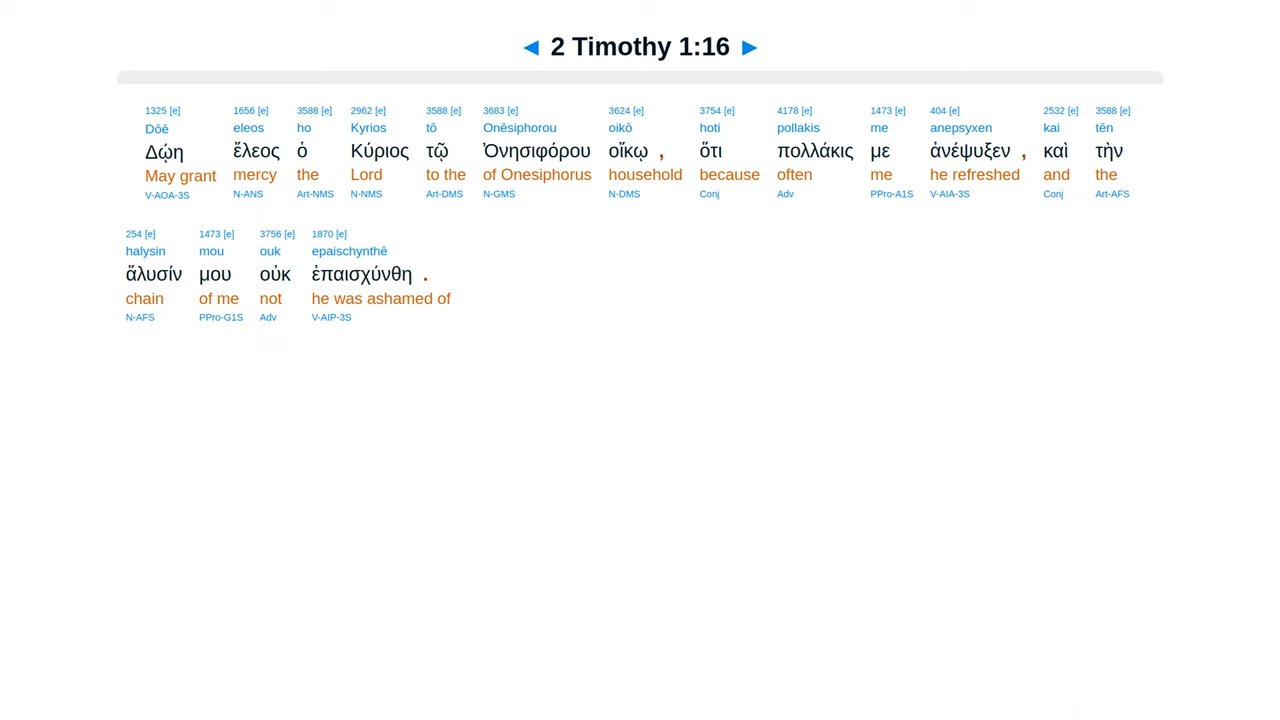 ◄ 2 Timothy 1:16 ►
1325 [e] 1656 [e] 3588 [e] 2962 [e] 3588 [e] 3683 [e] 3624 [e] 3754 [e] 4178 [e] 1473 [e] 404 [e] 2532 [e] 3588 [e]
Dōē eleos ho Kyrios tō Onēsiphorou oikō hoti pollakis me anepsyxen kai tēn
Δῴη ἔλεος ὁ Κύριος τῷ Ὀνησιφόρου οἴκῳ , ὅτι πολλάκις με ἀνέψυξεν , καὶ τὴν
May grant mercy the Lord to the of Onesiphorus household because often me he refreshed and the
V-AOA-3S N-ANS Art-NMS N-NMS Art-DMS N-GMS N-DMS Conj Adv PPro-A1S V-AIA-3S Conj Art-AFS
254 [e] 1473 [e] 3756 [e] 1870 [e]
halysin mou ouk epaischynthē
ἅλυσίν μου οὐκ ἐπαισχύνθη .
chain of me not he was ashamed of
N-AFS PPro-G1S Adv V-AIP-3S